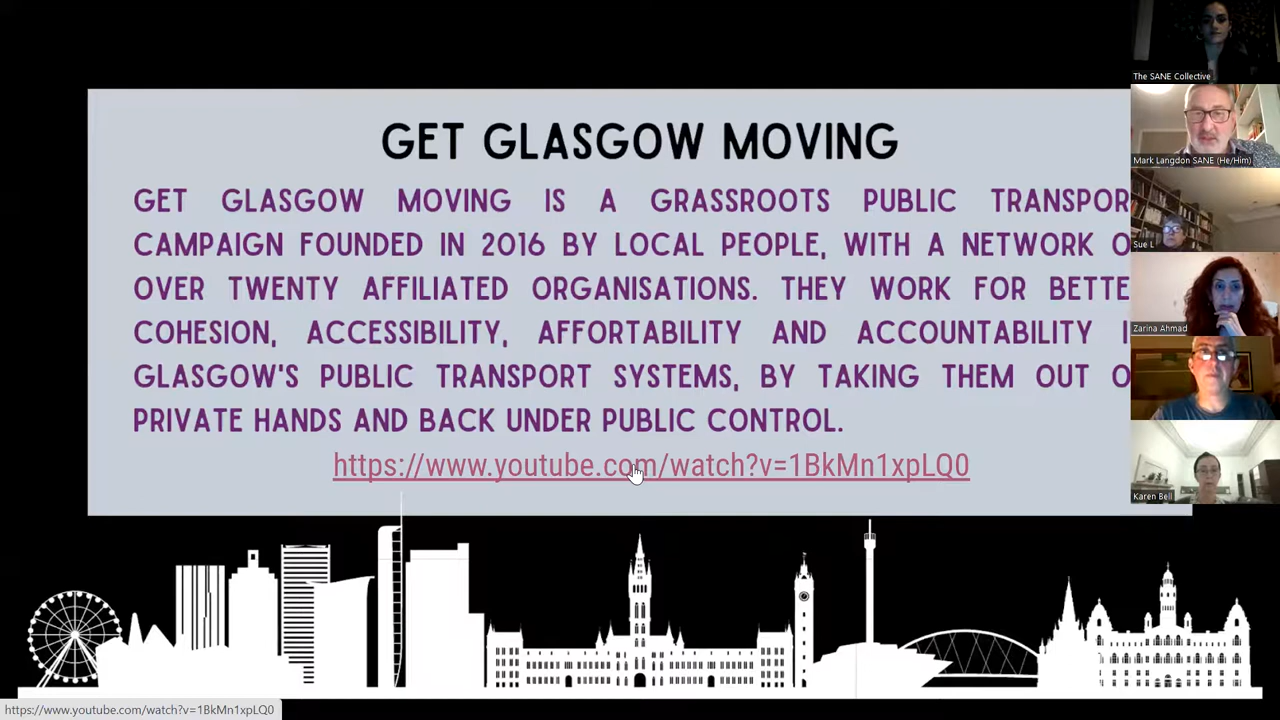 GET GLASGOW MOVING
GET GLASGOW MOVING IS A GRASSROOTS PUBLIC TRANSPOR
CAMPAIGN FOUNDED IN 2016 BY LOCAL PEOPLE, WITH A NETWORK O
OVER TWENTY AFFILIATED ORGANISATIONS. THEY WORK FOR BETTE
COHESION, ACCESSIBILITY, AFFORTABILITY AND ACCOUNTABILITY I
GLASGOW'S PUBLIC TRANSPORT SYSTEMS, BY TAKING THEM OUT O
PRIVATE HANDS AND BACK UNDER PUBLIC CONTROL.
https://www.youtube.com/watch?v=1BkMn1xpLQ0
The SANE Collective
Mark Langdon SANE (He/Him)
Sue L
Zarina Ahmad
Karen Bell
https://www.youtube.com/watch?v=1BkMn1xpLQ0